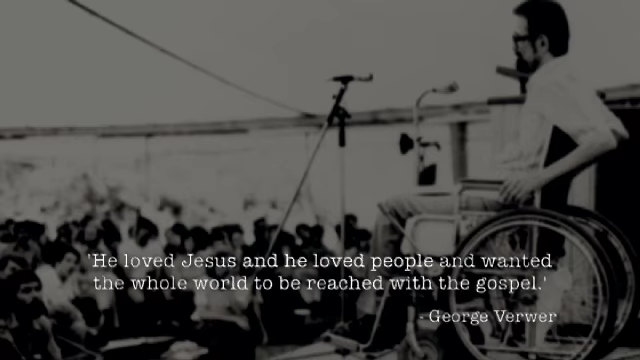 'He loved Jesus and he loved people and wanted
the whole world to be reached with the gospel.'
- George Verwer